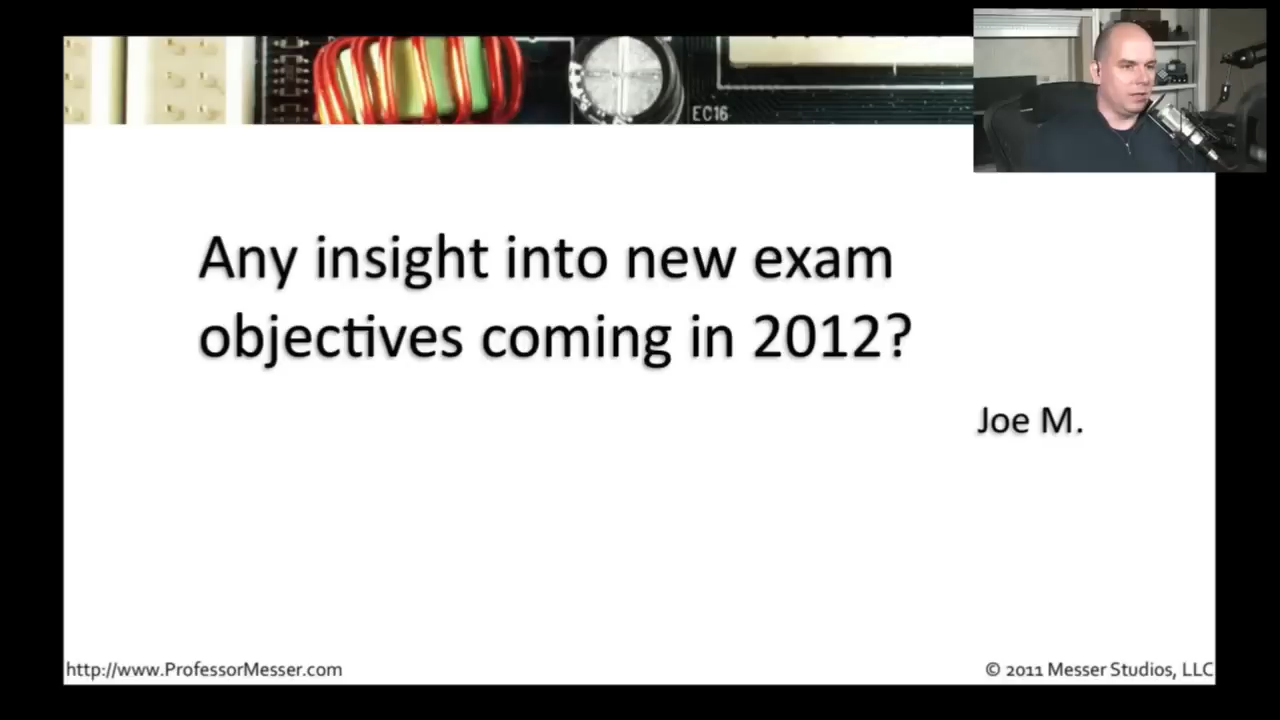 EC16
Any insight into new exam
objectives coming in 2012?
Joe M.
http://www.ProfessorMesser.com
© 2011 Messer Studios, LLC